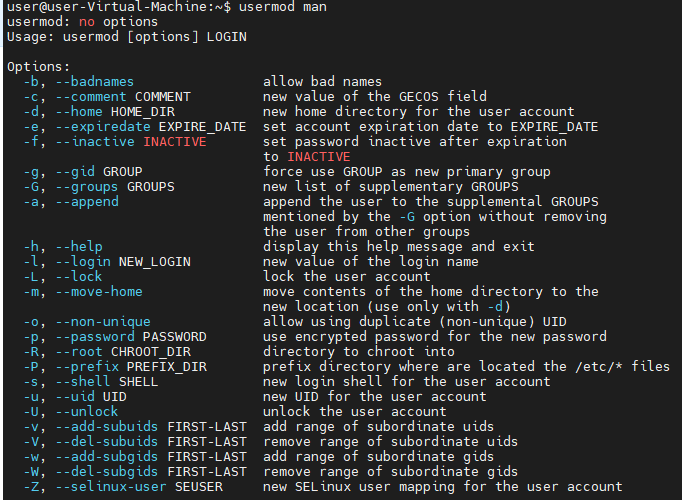 user@user-Virtual-Machine:~$ usermod man
usermod: no options
Usage: usermod [options] LOGIN

Options:
  -b, --badnames                allow bad names
  -c, --comment COMMENT         new value of the GECOS field
  -d, --home HOME_DIR           new home directory for the user account
  -e, --expiredate EXPIRE_DATE  set account expiration date to EXPIRE_DATE
  -f, --inactive INACTIVE       set password inactive after expiration
                                to INACTIVE
  -g, --gid GROUP               force use GROUP as new primary group
  -G, --groups GROUPS           new list of supplementary GROUPS
  -a, --append                  append the user to the supplemental GROUPS
                                mentioned by the -G option without removing
                                the user from other groups
  -h, --help                    display this help message and exit
  -l, --login NEW_LOGIN         new value of the login name
  -L, --lock                    lock the user account
  -m, --move-home               move contents of the home directory to the
                                new location (use only with -d)
  -o, --non-unique              allow using duplicate (non-unique) UID
  -p, --password PASSWORD       use encrypted password for the new password
  -R, --root CHROOT_DIR         directory to chroot into
  -P, --prefix PREFIX_DIR       prefix directory where are located the /etc/* files
  -s, --shell SHELL             new login shell for the user account
  -u, --uid UID                 new UID for the user account
  -U, --unlock                  unlock the user account
  -v, --add-subuids FIRST-LAST  add range of subordinate uids
  -V, --del-subuids FIRST-LAST  remove range of subordinate uids
  -w, --add-subgids FIRST-LAST  add range of subordinate gids
  -W, --del-subgids FIRST-LAST  remove range of subordinate gids
  -Z, --selinux-user SEUSER     new SELinux user mapping for the user account